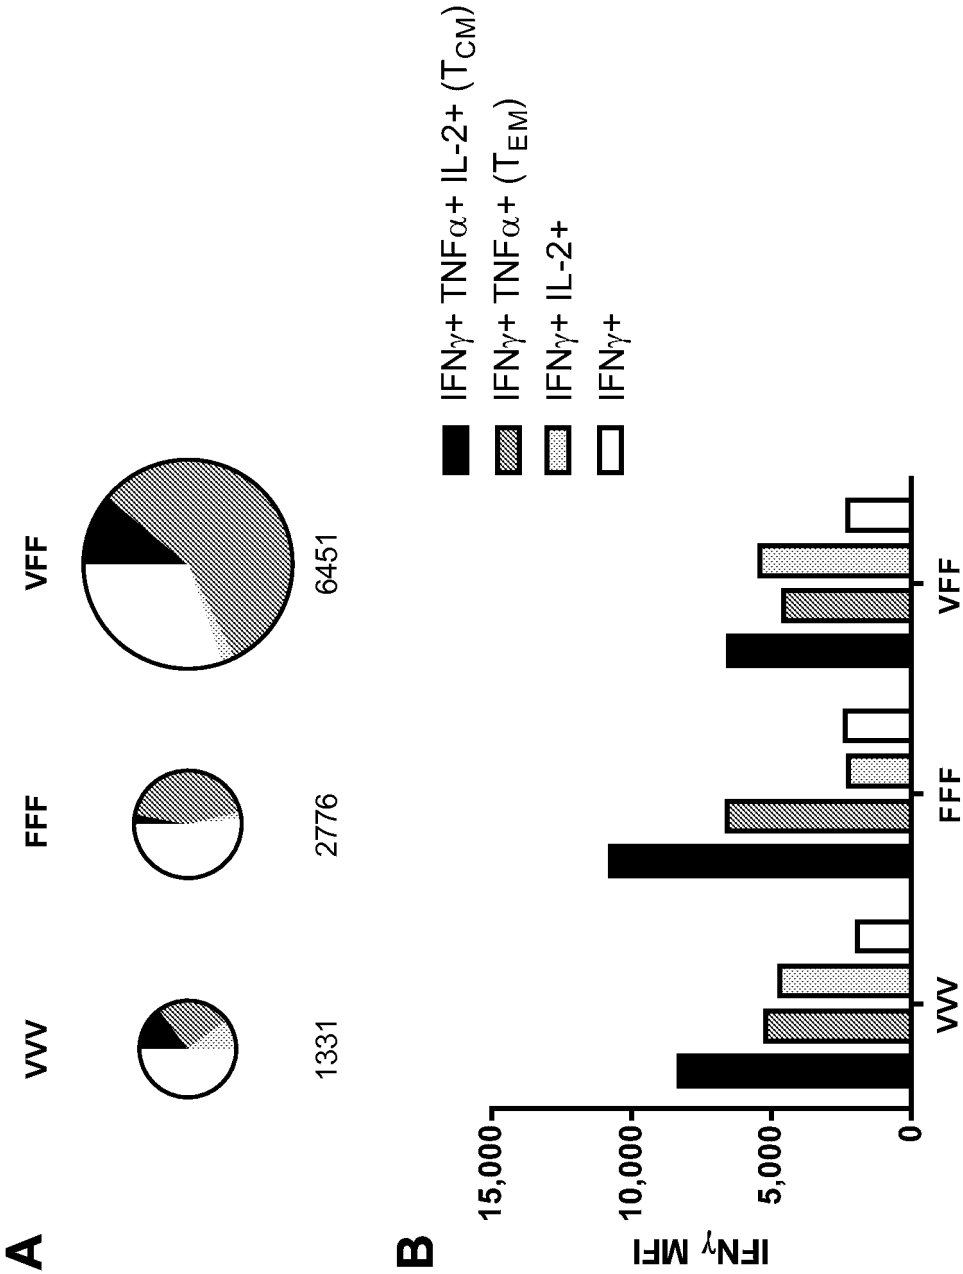 A
VVV
FFF
VFF
1331
2776
6451
B
IFNγ+ TNFα+ IL-2+ (TCM)
IFNγ+ TNFα+ (TEM)
IFNγ+ IL-2+
IFNγ+
IFNγ MFI
15,000
10,000
5,000
0
VVV
FFF
VFF